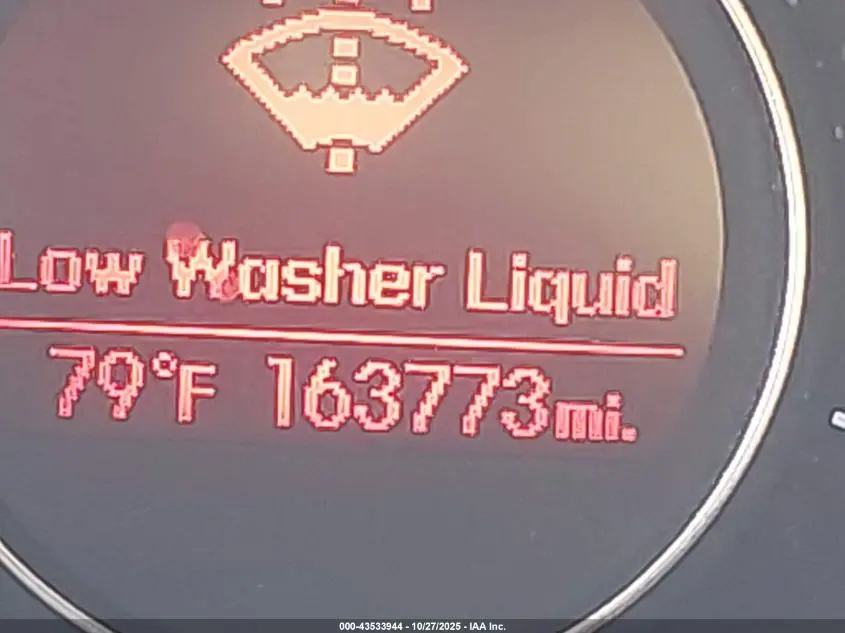 Low Washer Liquid
79°F 163773mi.
000-43533944 - 10/27/2025 - IAA Inc.